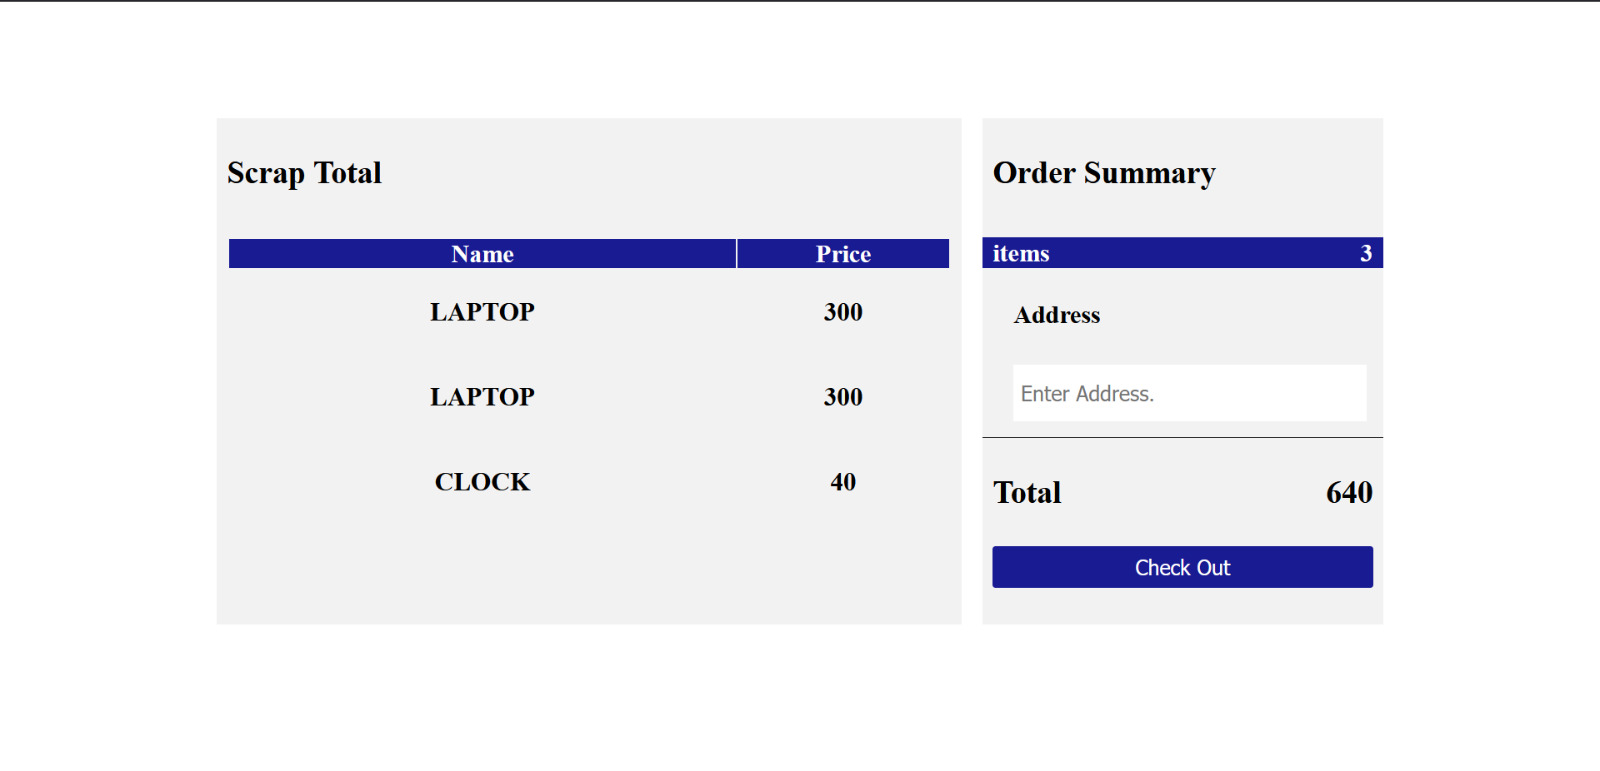 Scrap Total
Name Price
LAPTOP 300
LAPTOP 300
CLOCK 40
Order Summary
items 3
Address
Enter Address.
Total 640
Check Out